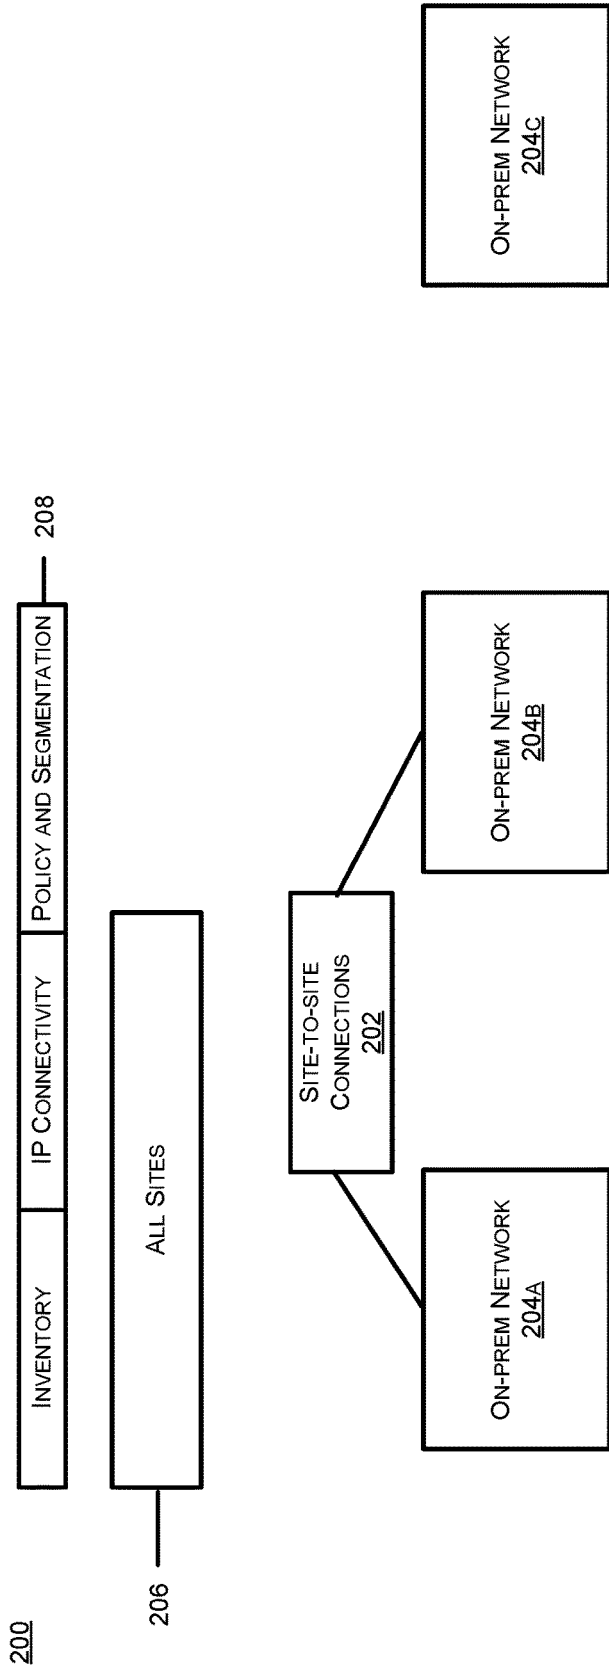 200
INVENTORY
IP CONNECTIVITY
POLICY AND SEGMENTATION
208
206
ALL SITES
SITE-TO-SITE
CONNECTIONS
202
ON-PREM NETWORK
204A
ON-PREM NETWORK
204B
ON-PREM NETWORK
204C